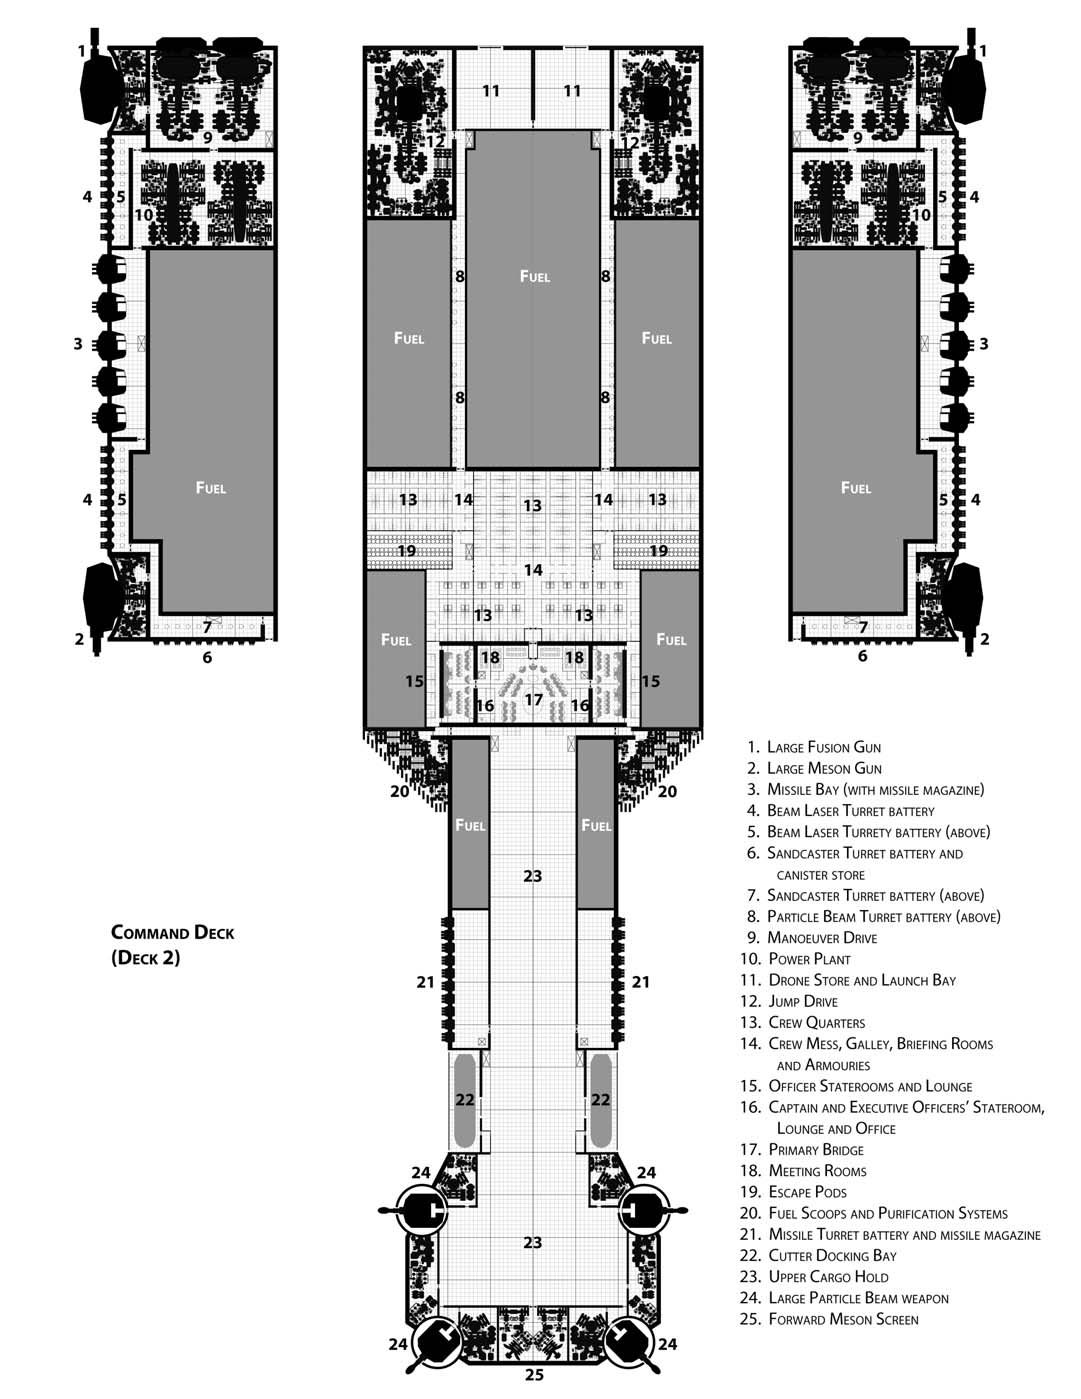 1
1
11
11
9
12
12
9
4
5
10
10
5
4
8
Fuel
8
3
Fuel
Fuel
3
8
8
4
5
Fuel
13
14
13
14
13
Fuel
5
4
19
19
14
13
13
2
7
Fuel
Fuel
7
2
6
18
18
6
15
15
16
17
16
20
20
Fuel
Fuel
23
Command Deck
(Deck 2)
21
21
22
22
24
24
23
24
24
25
1. Large Fusion Gun
2. Large Meson Gun
3. Missile Bay (with missile magazine)
4. Beam Laser Turret battery
5. Beam Laser Turrety battery (above)
6. Sandcaster Turret battery and
canister store
7. Sandcaster Turret battery (above)
8. Particle Beam Turret battery (above)
9. Manoeuver Drive
10. Power Plant
11. Drone Store and Launch Bay
12. Jump Drive
13. Crew Quarters
14. Crew Mess, Galley, Briefing Rooms
and Armouries
15. Officer Staterooms and Lounge
16. Captain and Executive Officers' Stateroom,
Lounge and Office
17. Primary Bridge
18. Meeting Rooms
19. Escape Pods
20. Fuel Scoops and Purification Systems
21. Missile Turret battery and missile magazine
22. Cutter Docking Bay
23. Upper Cargo Hold
24. Large Particle Beam weapon
25. Forward Meson Screen